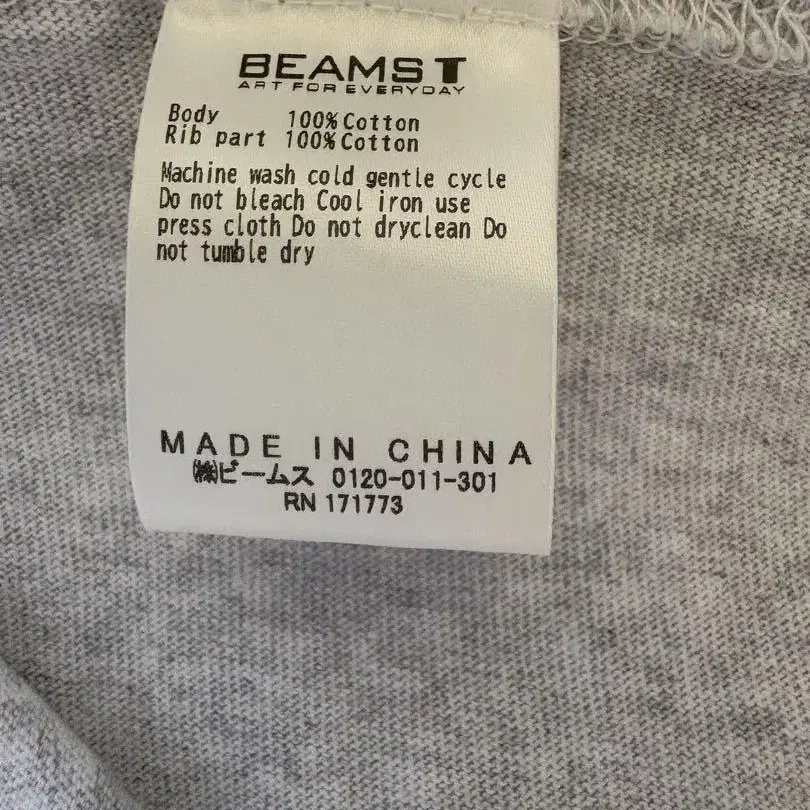 BEAMS T
ART FOR EVERYDAY
Body 100% Cotton
Rib part 100% Cotton
Machine wash cold gentle cycle
Do not bleach Cool iron use
press cloth Do not dryclean Do
not tumble dry
MADE IN CHINA
㈱ビームス 0120-011-301
RN 171773